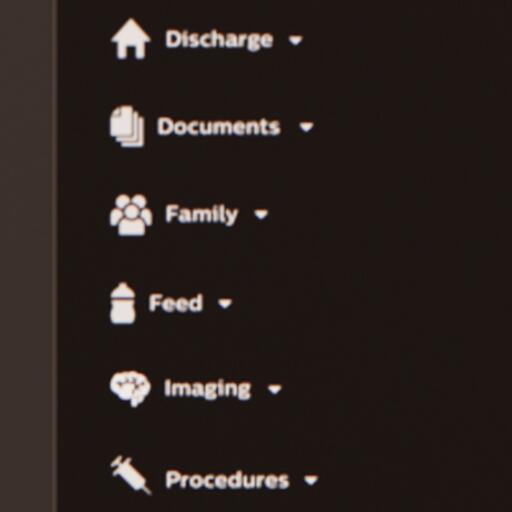 Discharge
Documents
Family
Feed
Imaging
Procedures